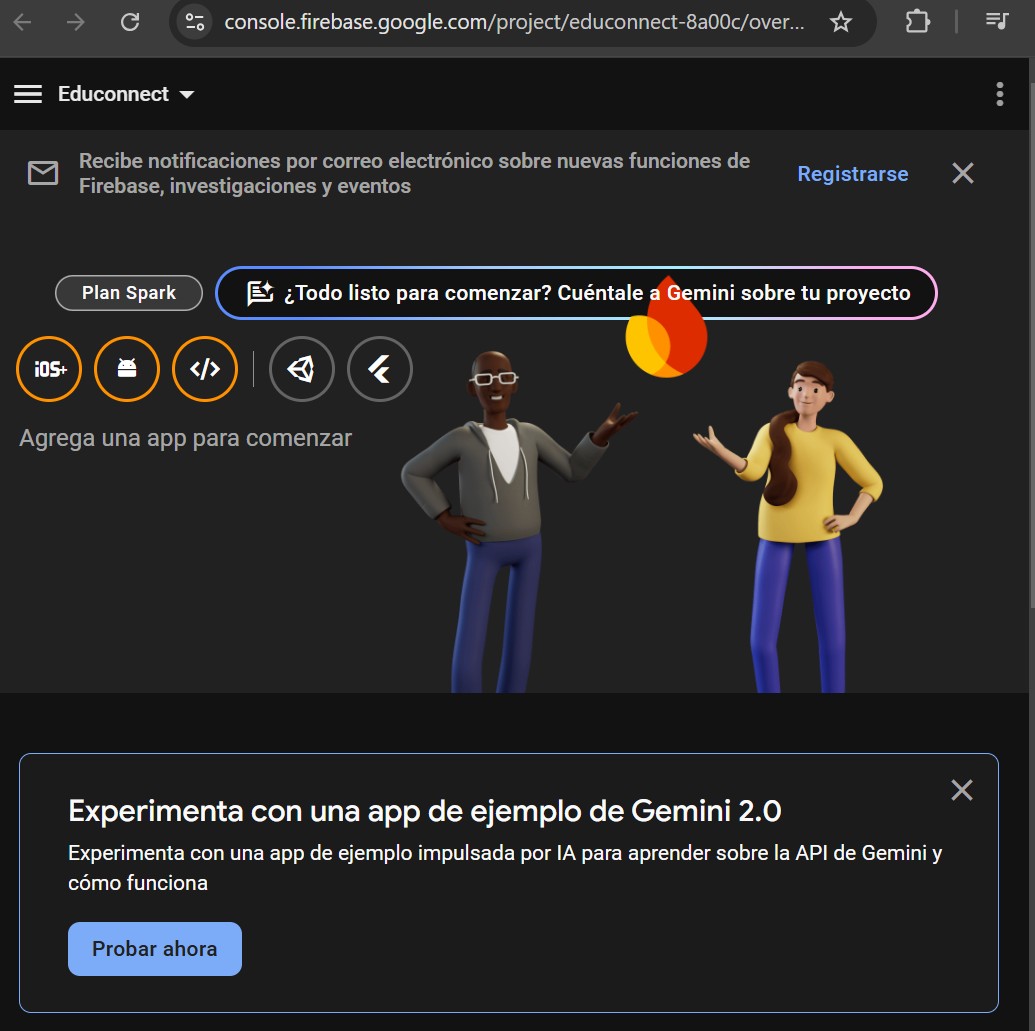 console.firebase.google.com/project/educonnect-8a00c/over...
Educonnect
Recibe notificaciones por correo electrónico sobre nuevas funciones de
Firebase, investigaciones y eventos
Registrarse
Plan Spark
¿Todo listo para comenzar? Cuéntale a Gemini sobre tu proyecto
iOS+
</>
Agrega una app para comenzar
Experimenta con una app de ejemplo de Gemini 2.0
Experimenta con una app de ejemplo impulsada por IA para aprender sobre la API de Gemini y
cómo funciona
Probar ahora